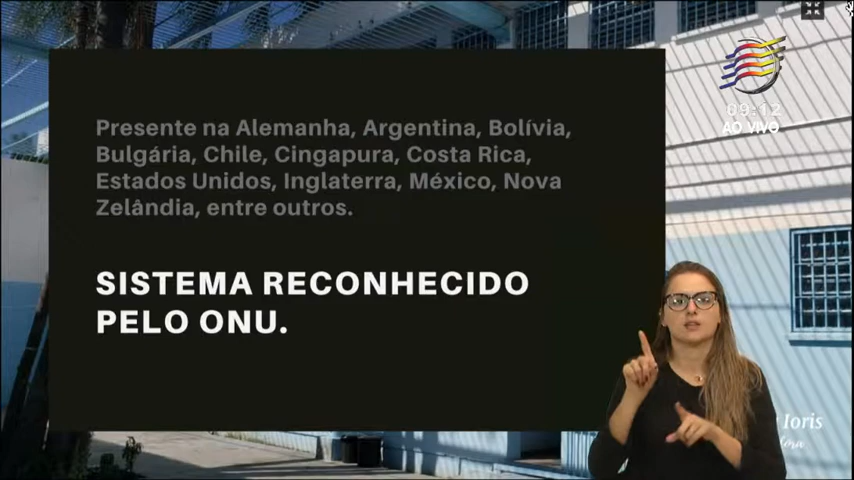 Presente na Alemanha, Argentina, Bolívia,
Bulgária, Chile, Cingapura, Costa Rica,
Estados Unidos, Inglaterra, México, Nova
Zelândia, entre outros.
SISTEMA RECONHECIDO
PELO ONU.
09:12
AO VIVO
Ioris